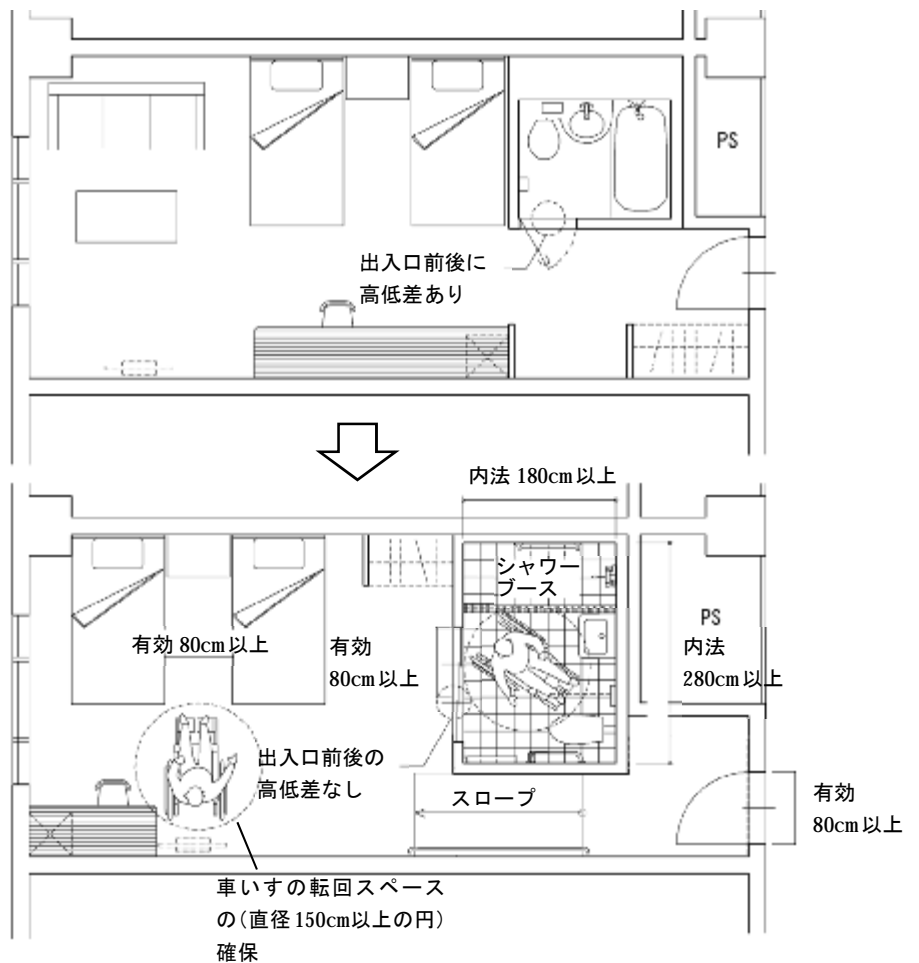 PS
出入口前後に
高低差あり
内法 180cm以上
シャワー
ブース
PS
有効 80cm以上
有効
80cm以上
内法
280cm以上
出入口前後の
高低差なし
スロープ
有効
80cm以上
車いすの転回スペース
の(直径150cm以上の円)
確保